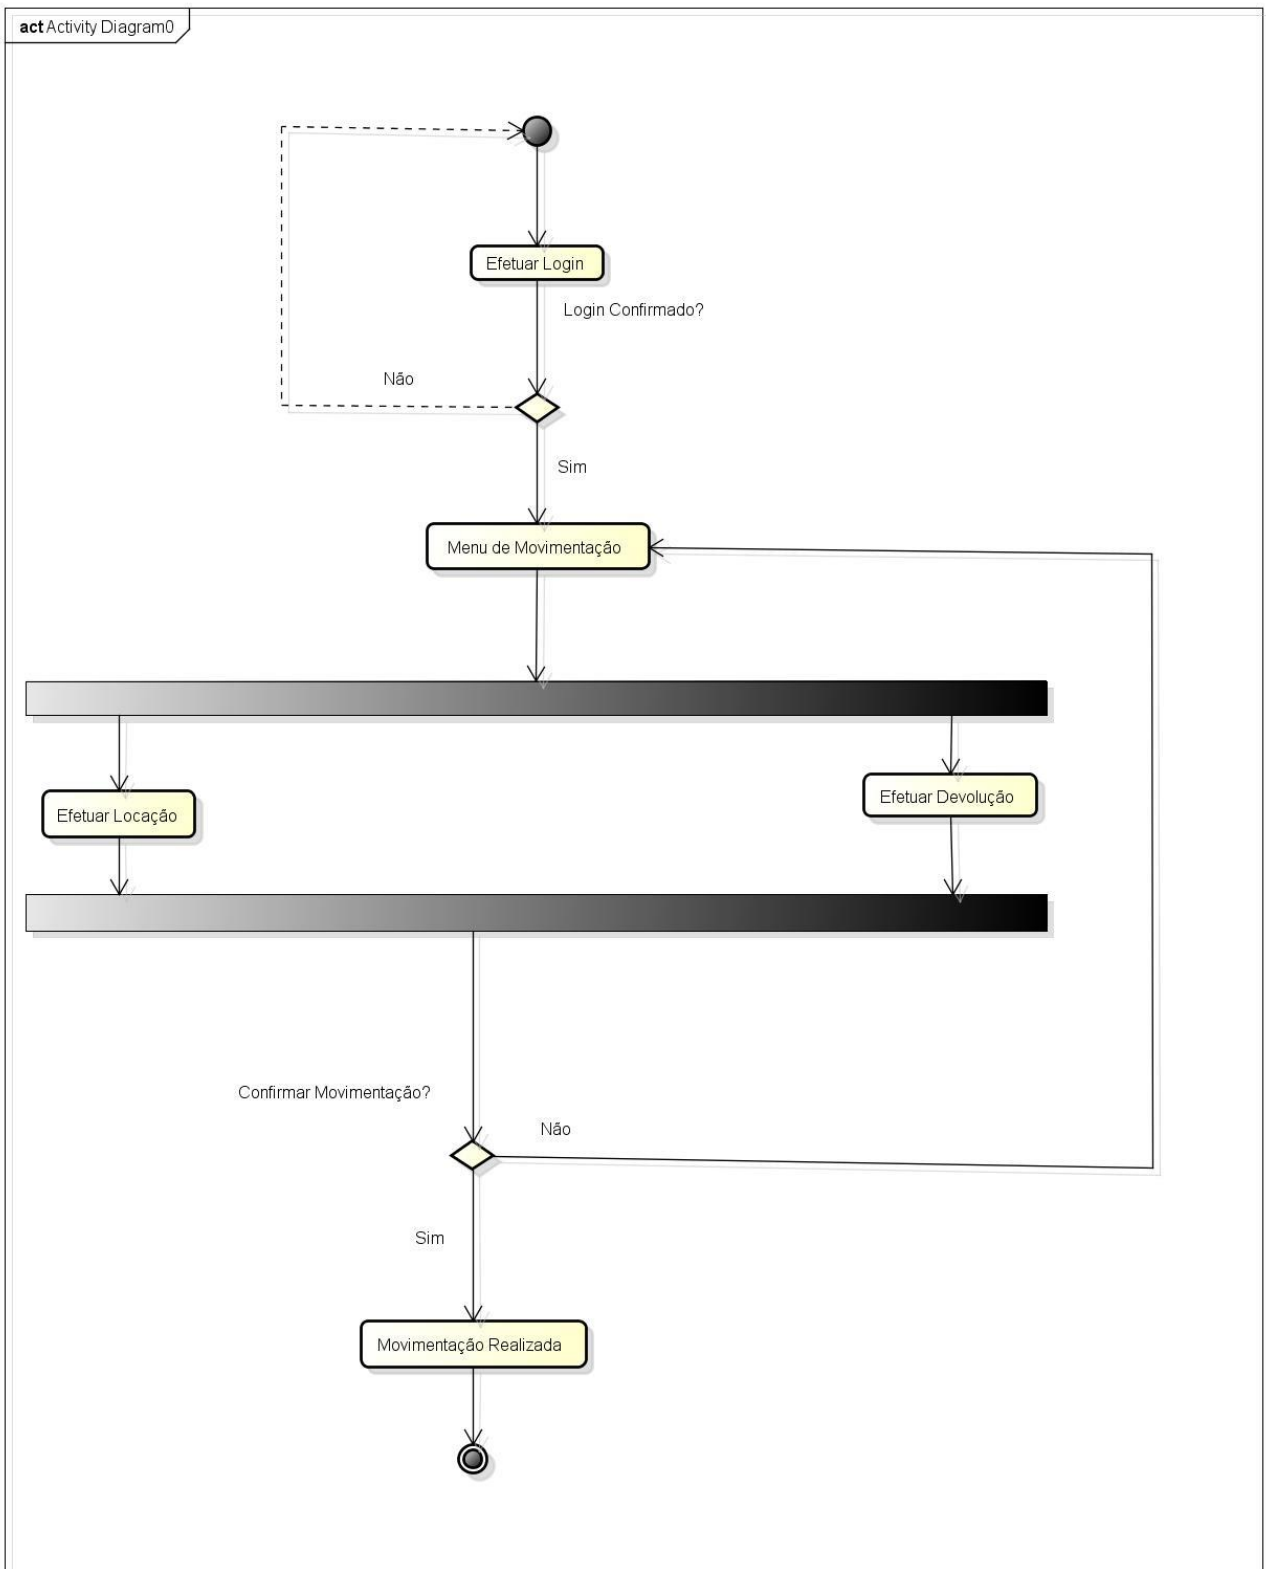 act Activity Diagram0
Efetuar Login
Login Confirmado?
Não
Sim
Menu de Movimentação
Efetuar Locação
Efetuar Devolução
Confirmar Movimentação?
Não
Sim
Movimentação Realizada